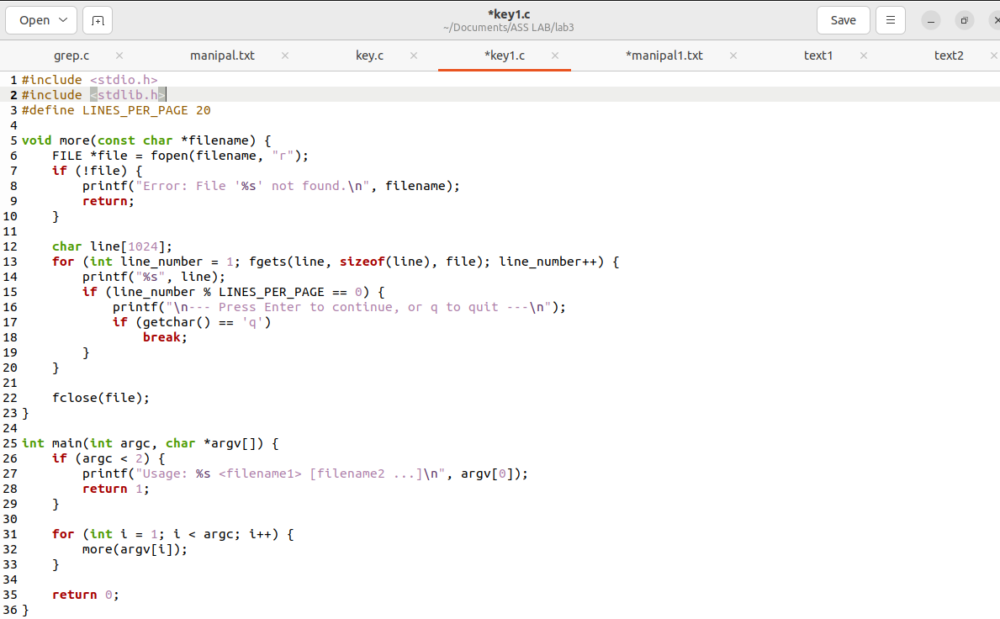 Open
*key1.c
~/Documents/ASS LAB/lab3
Save
grep.c manipal.txt key.c *key1.c *manipal1.txt text1 text2
1 #include <stdio.h>
2 #include <stdlib.h>
3 #define LINES_PER_PAGE 20
4
5 void more(const char *filename) {
6     FILE *file = fopen(filename, "r");
7     if (!file) {
8         printf("Error: File '%s' not found.\n", filename);
9         return;
10     }
11
12     char line[1024];
13     for (int line_number = 1; fgets(line, sizeof(line), file); line_number++) {
14         printf("%s", line);
15         if (line_number % LINES_PER_PAGE == 0) {
16             printf("\n--- Press Enter to continue, or q to quit ---\n");
17             if (getchar() == 'q')
18                 break;
19         }
20     }
21
22     fclose(file);
23 }
24
25 int main(int argc, char *argv[]) {
26     if (argc < 2) {
27         printf("Usage: %s <filename1> [filename2 ...]\n", argv[0]);
28         return 1;
29     }
30
31     for (int i = 1; i < argc; i++) {
32         more(argv[i]);
33     }
34
35     return 0;
36 }